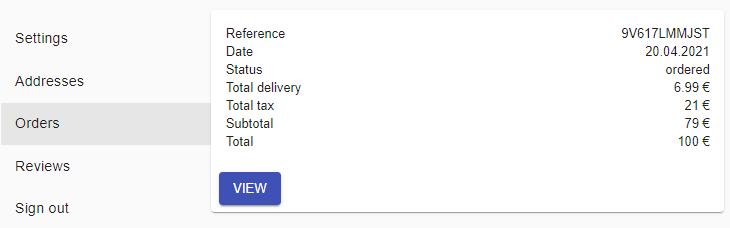 Settings
Addresses
Orders
Reviews
Sign out
Reference 9V617LMMJST
Date 20.04.2021
Status ordered
Total delivery 6.99 €
Total tax 21 €
Subtotal 79 €
Total 100 €
VIEW